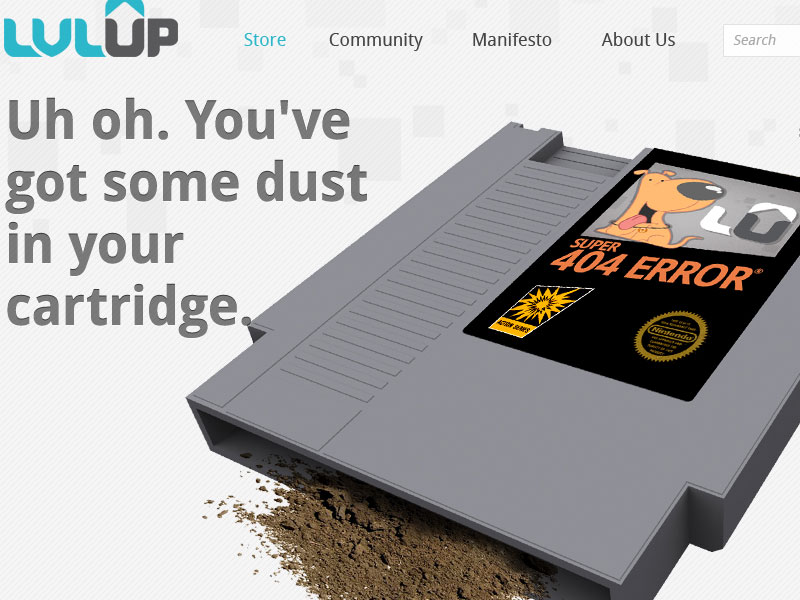 LVLUP
Store Community Manifesto About Us Search
Uh oh. You've
got some dust
in your
cartridge.
LU
SUPER
404 ERROR®
ACTION SERIES
Nintendo